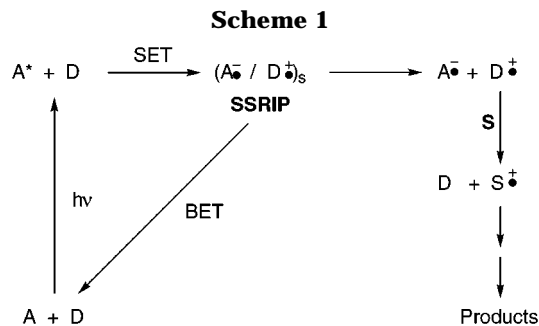 Scheme 1
A* + D SET (A•⁻ / D•⁺)s A•⁻ + D•⁺
SSRIP
S
hν
BET
D + S•⁺
A + D
Products